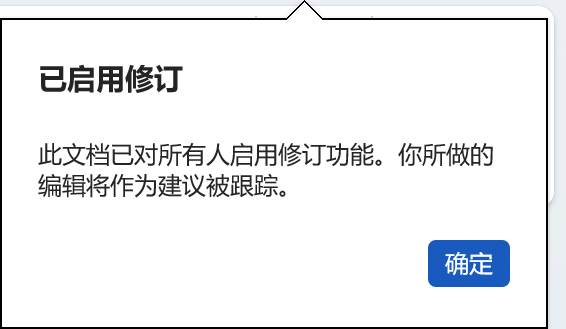 已启用修订
此文档已对所有人启用修订功能。你所做的
编辑将作为建议被跟踪。
确定